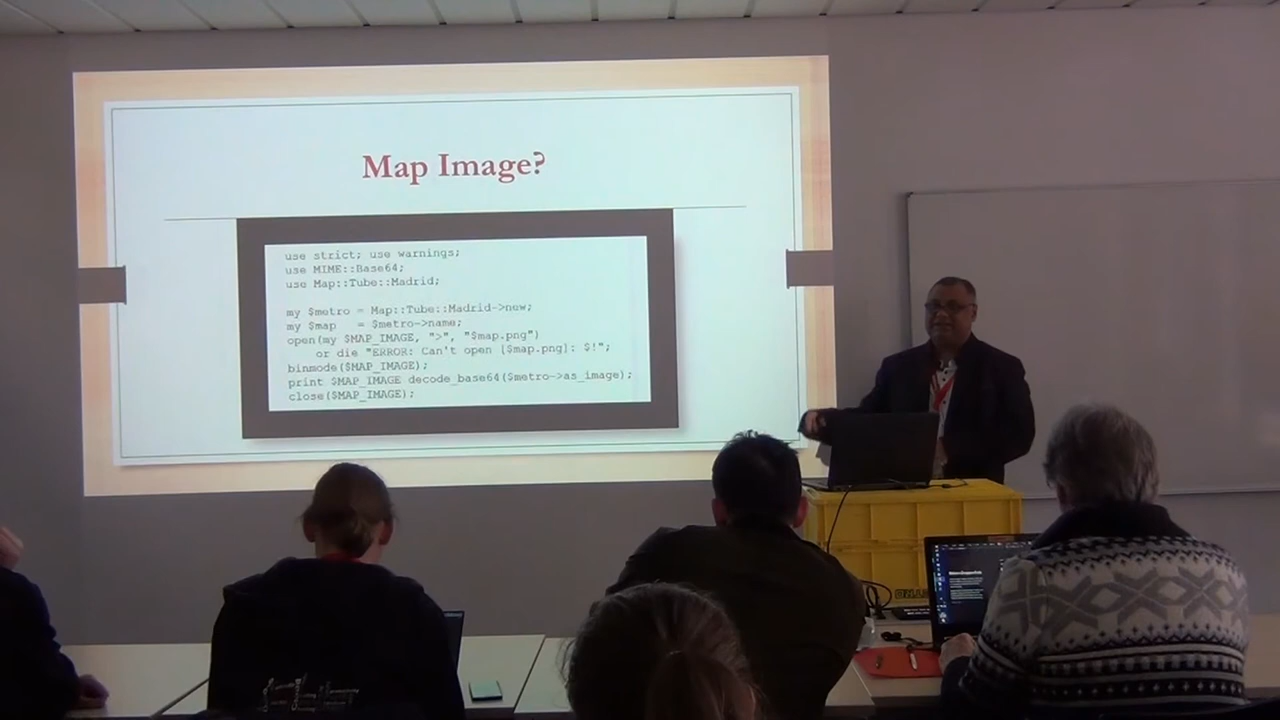 Map Image?
use strict; use warnings;
use MIME::Base64;
use Map::Tube::Madrid;
my $metro = Map::Tube::Madrid->new;
my $map   = $metro->name;
open(my $MAP_IMAGE, ">", "$map.png")
    or die "ERROR: Can't open [$map.png]: $!";
binmode($MAP_IMAGE);
print $MAP_IMAGE decode_base64($metro->as_image);
close($MAP_IMAGE);